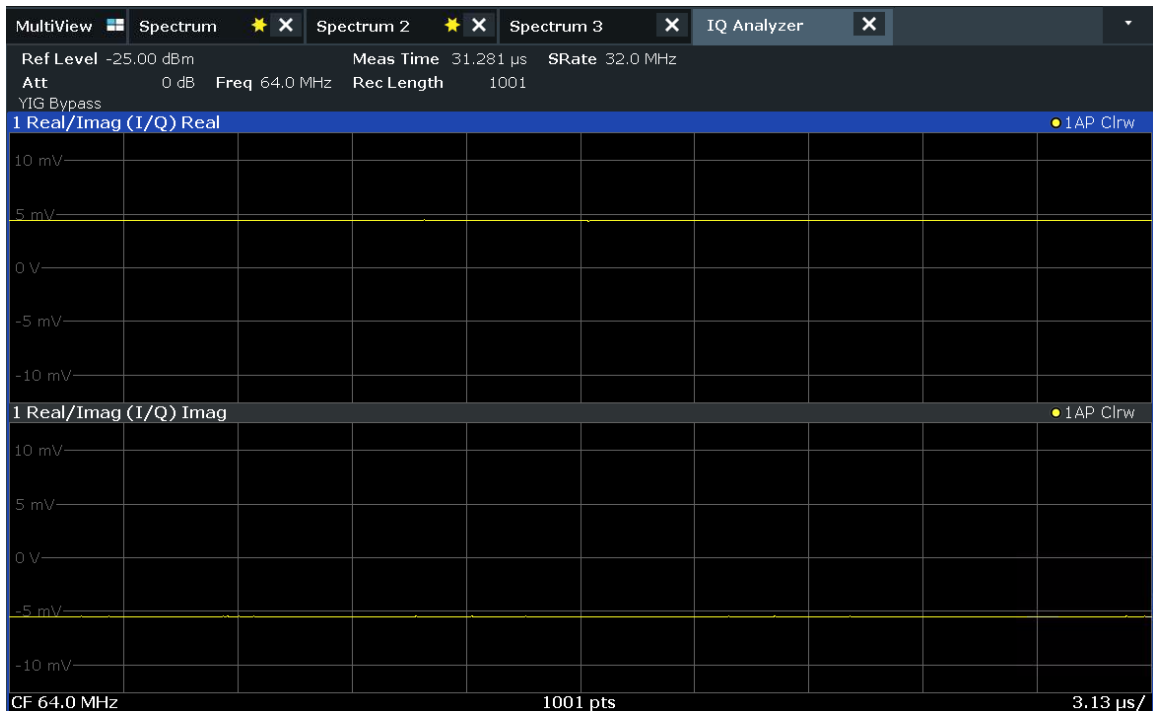 MultiView Spectrum Spectrum 2 Spectrum 3 IQ Analyzer
Ref Level -25.00 dBm Meas Time 31.281 µs SRate 32.0 MHz
Att 0 dB Freq 64.0 MHz Rec Length 1001
YIG Bypass
1 Real/Imag (I/Q) Real 1AP Clrw
10 mV
5 mV
0 V
-5 mV
-10 mV
1 Real/Imag (I/Q) Imag 1AP Clrw
10 mV
5 mV
0 V
-5 mV
-10 mV
CF 64.0 MHz 1001 pts 3.13 µs/